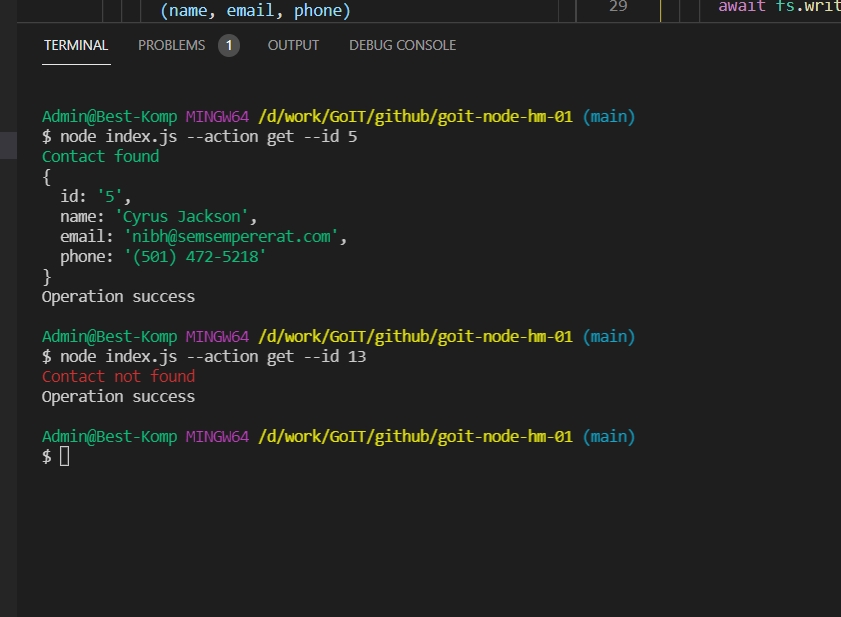 (name, email, phone)
29 await fs.writ
TERMINAL PROBLEMS 1 OUTPUT DEBUG CONSOLE
Admin@Best-Komp MINGW64 /d/work/GoIT/github/goit-node-hm-01 (main)
$ node index.js --action get --id 5
Contact found
{
  id: '5',
  name: 'Cyrus Jackson',
  email: 'nibh@semsempererat.com',
  phone: '(501) 472-5218'
}
Operation success
Admin@Best-Komp MINGW64 /d/work/GoIT/github/goit-node-hm-01 (main)
$ node index.js --action get --id 13
Contact not found
Operation success
Admin@Best-Komp MINGW64 /d/work/GoIT/github/goit-node-hm-01 (main)
$